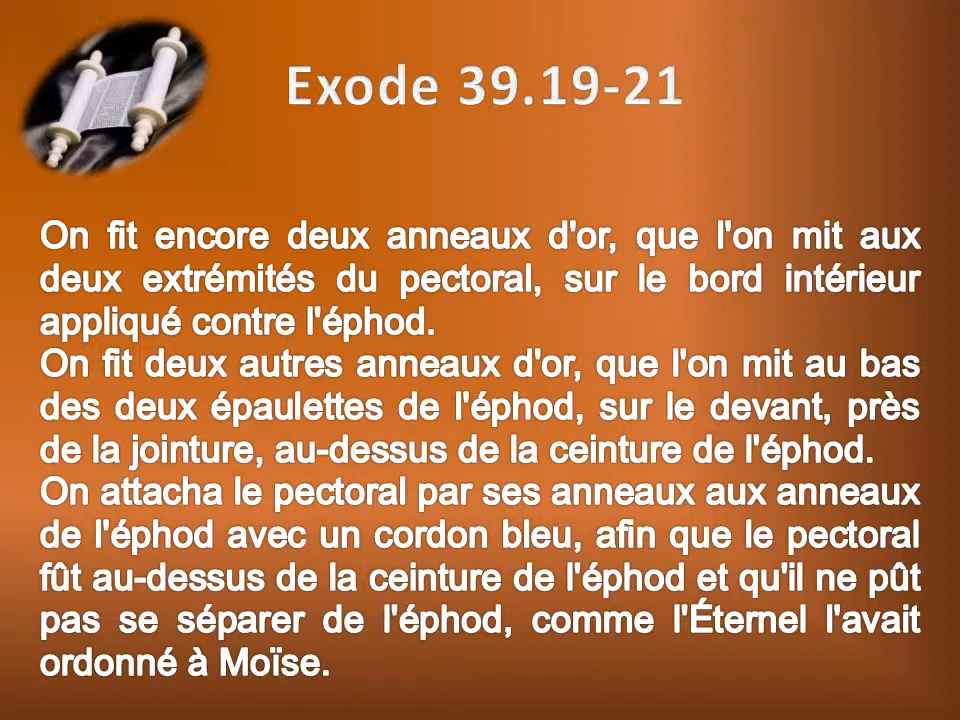 Exode 39.19-21
On fit encore deux anneaux d'or, que l'on mit aux
deux extrémités du pectoral, sur le bord intérieur
appliqué contre l'éphod.
On fit deux autres anneaux d'or, que l'on mit au bas
des deux épaulettes de l'éphod, sur le devant, près
de la jointure, au-dessus de la ceinture de l'éphod.
On attacha le pectoral par ses anneaux aux anneaux
de l'éphod avec un cordon bleu, afin que le pectoral
fût au-dessus de la ceinture de l'éphod et qu'il ne pût
pas se séparer de l'éphod, comme l'Éternel l'avait
ordonné à Moïse.